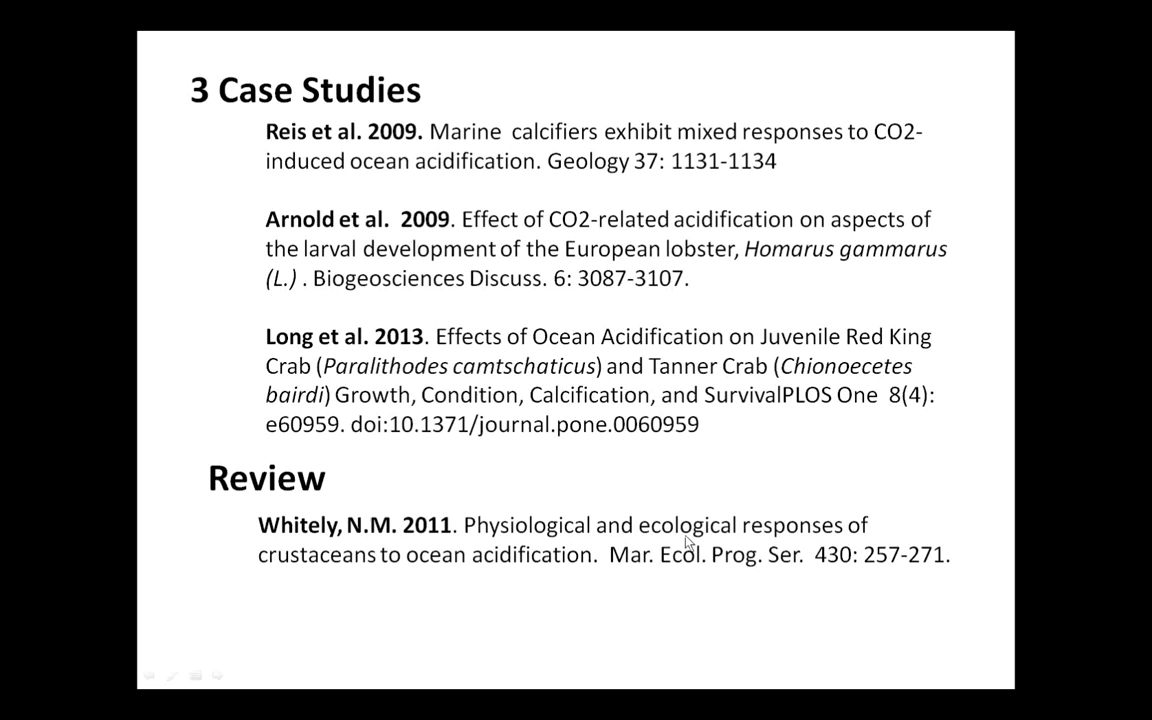 3 Case Studies
Reis et al. 2009. Marine calcifiers exhibit mixed responses to CO2-
induced ocean acidification. Geology 37: 1131-1134
Arnold et al. 2009. Effect of CO2-related acidification on aspects of
the larval development of the European lobster, Homarus gammarus
(L.) . Biogeosciences Discuss. 6: 3087-3107.
Long et al. 2013. Effects of Ocean Acidification on Juvenile Red King
Crab (Paralithodes camtschaticus) and Tanner Crab (Chionoecetes
bairdi) Growth, Condition, Calcification, and SurvivalPLOS One 8(4):
e60959. doi:10.1371/journal.pone.0060959
Review
Whitely, N.M. 2011. Physiological and ecological responses of
crustaceans to ocean acidification. Mar. Ecol. Prog. Ser. 430: 257-271.